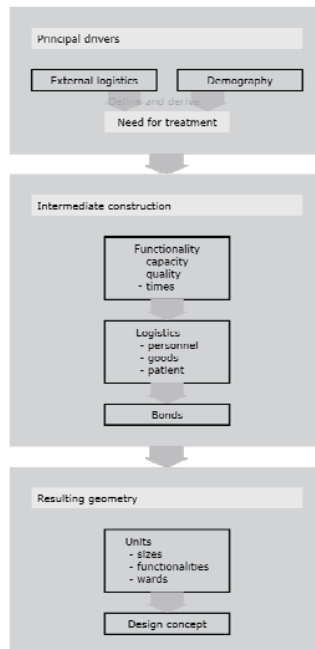 Principal drivers
External logistics
Demography
Define and derive
Need for treatment
Intermediate construction
Functionality
capacity
quality
- times
Logistics
- personnel
- goods
- patient
Bonds
Resulting geometry
Units
- sizes
- functionalities
- wards
Design concept